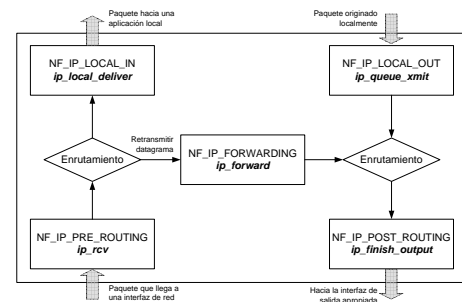 Paquete hacia una
aplicación local
Paquete originado
localmente
NF_IP_LOCAL_IN
ip_local_deliver
NF_IP_LOCAL_OUT
ip_queue_xmit
Retransmitir
datagrama
Enrutamiento
NF_IP_FORWARDING
ip_forward
Enrutamiento
NF_IP_PRE_ROUTING
ip_rcv
NF_IP_POST_ROUTING
ip_finish_output
Paquete que llega a
una interfaz de red
Hacia la interfaz de
salida apropiada